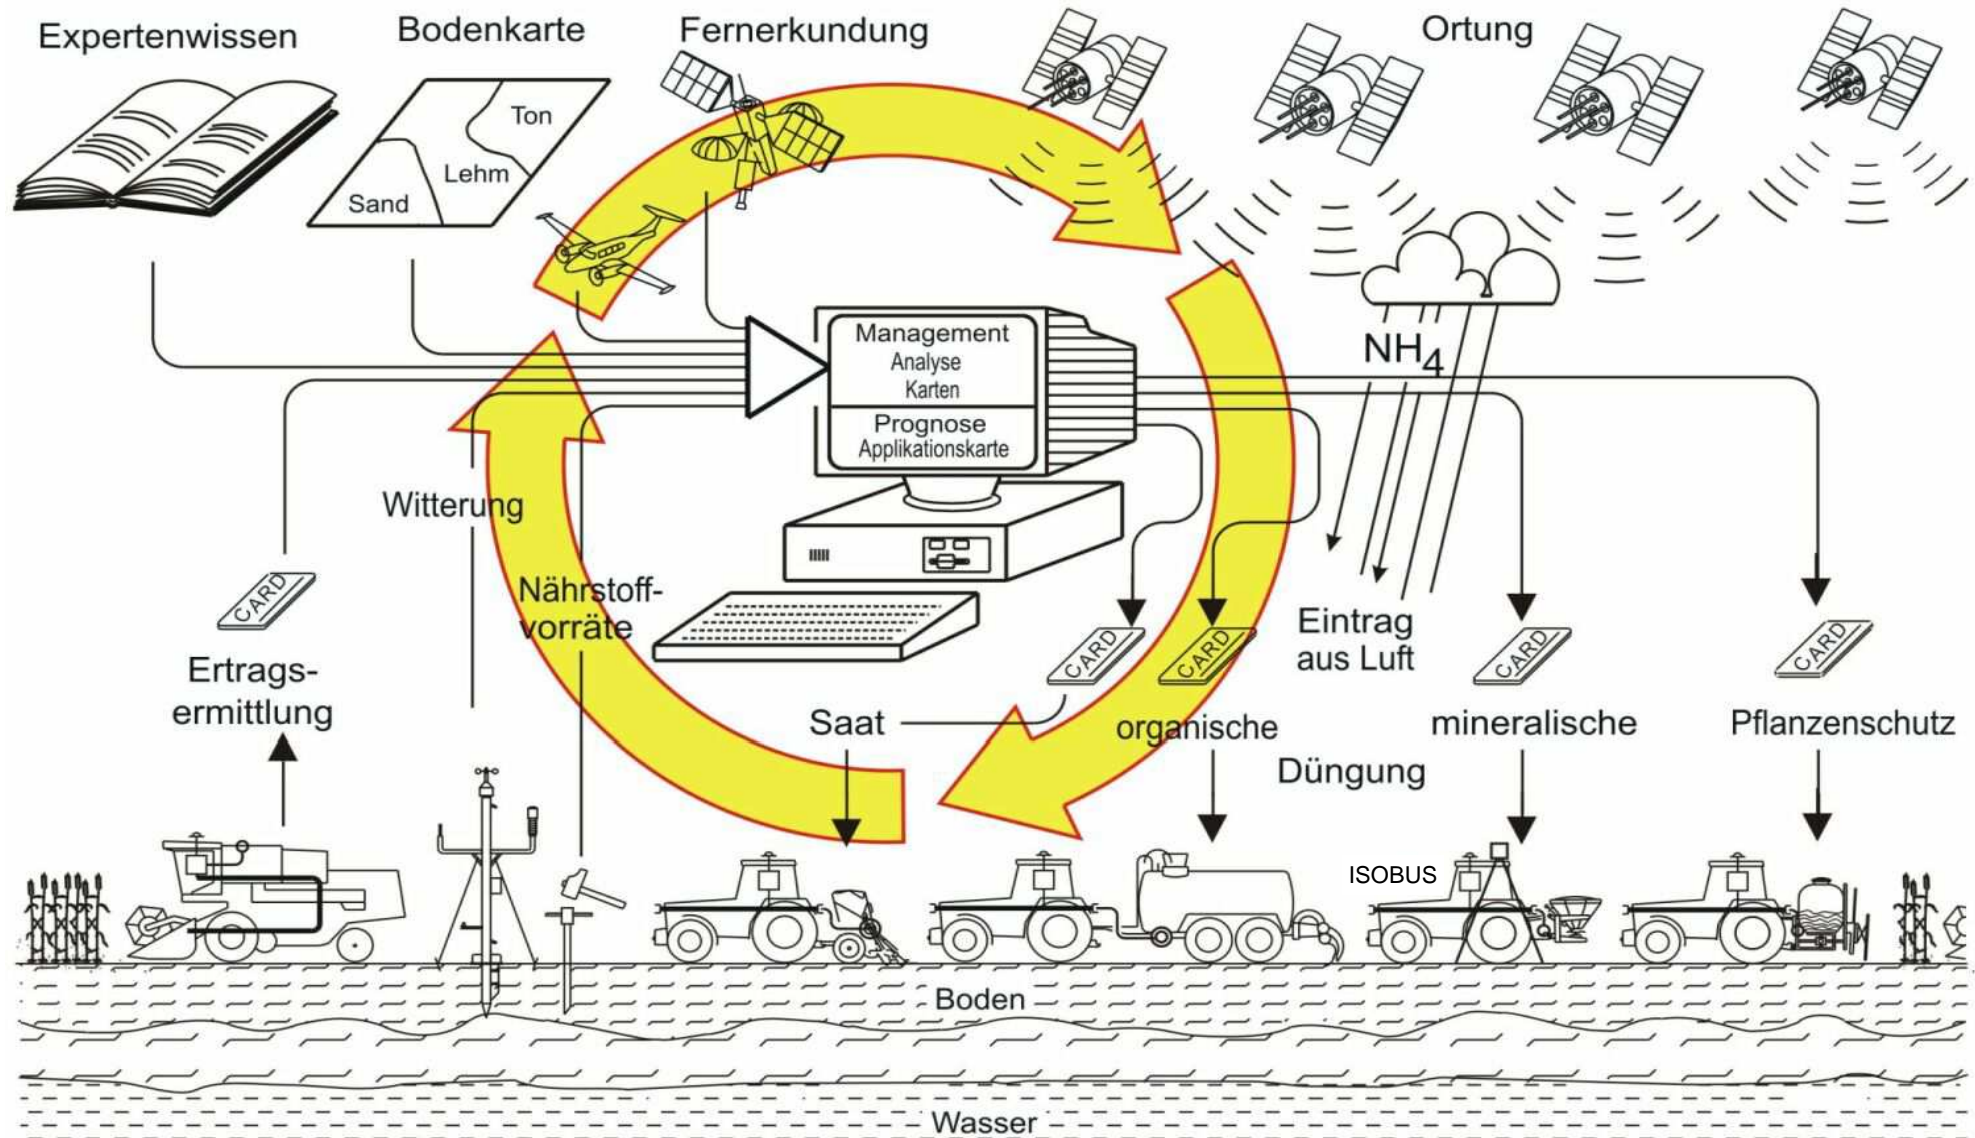 Expertenwissen
Bodenkarte
Fernerkundung
Ortung
Ton
Lehm
Sand
Management
Analyse
Karten
Prognose
Applikationskarte
NH4
Witterung
Nährstoff-
vorräte
CARD
CARD
CARD
CARD
CARD
Eintrag
aus Luft
Ertrags-
ermittlung
Saat
organische
mineralische
Pflanzenschutz
Düngung
ISOBUS
Boden
Wasser